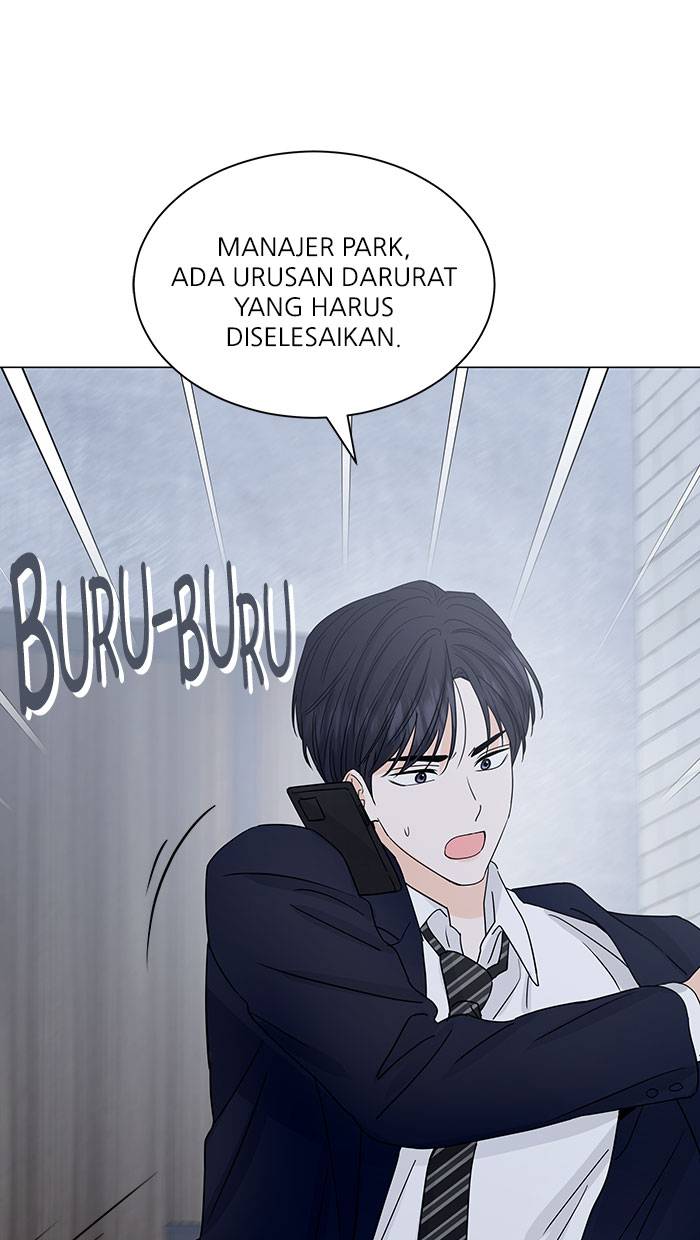 MANAJER PARK,
ADA URUSAN DARURAT
YANG HARUS
DISELESAIKAN.
BURU-BURU